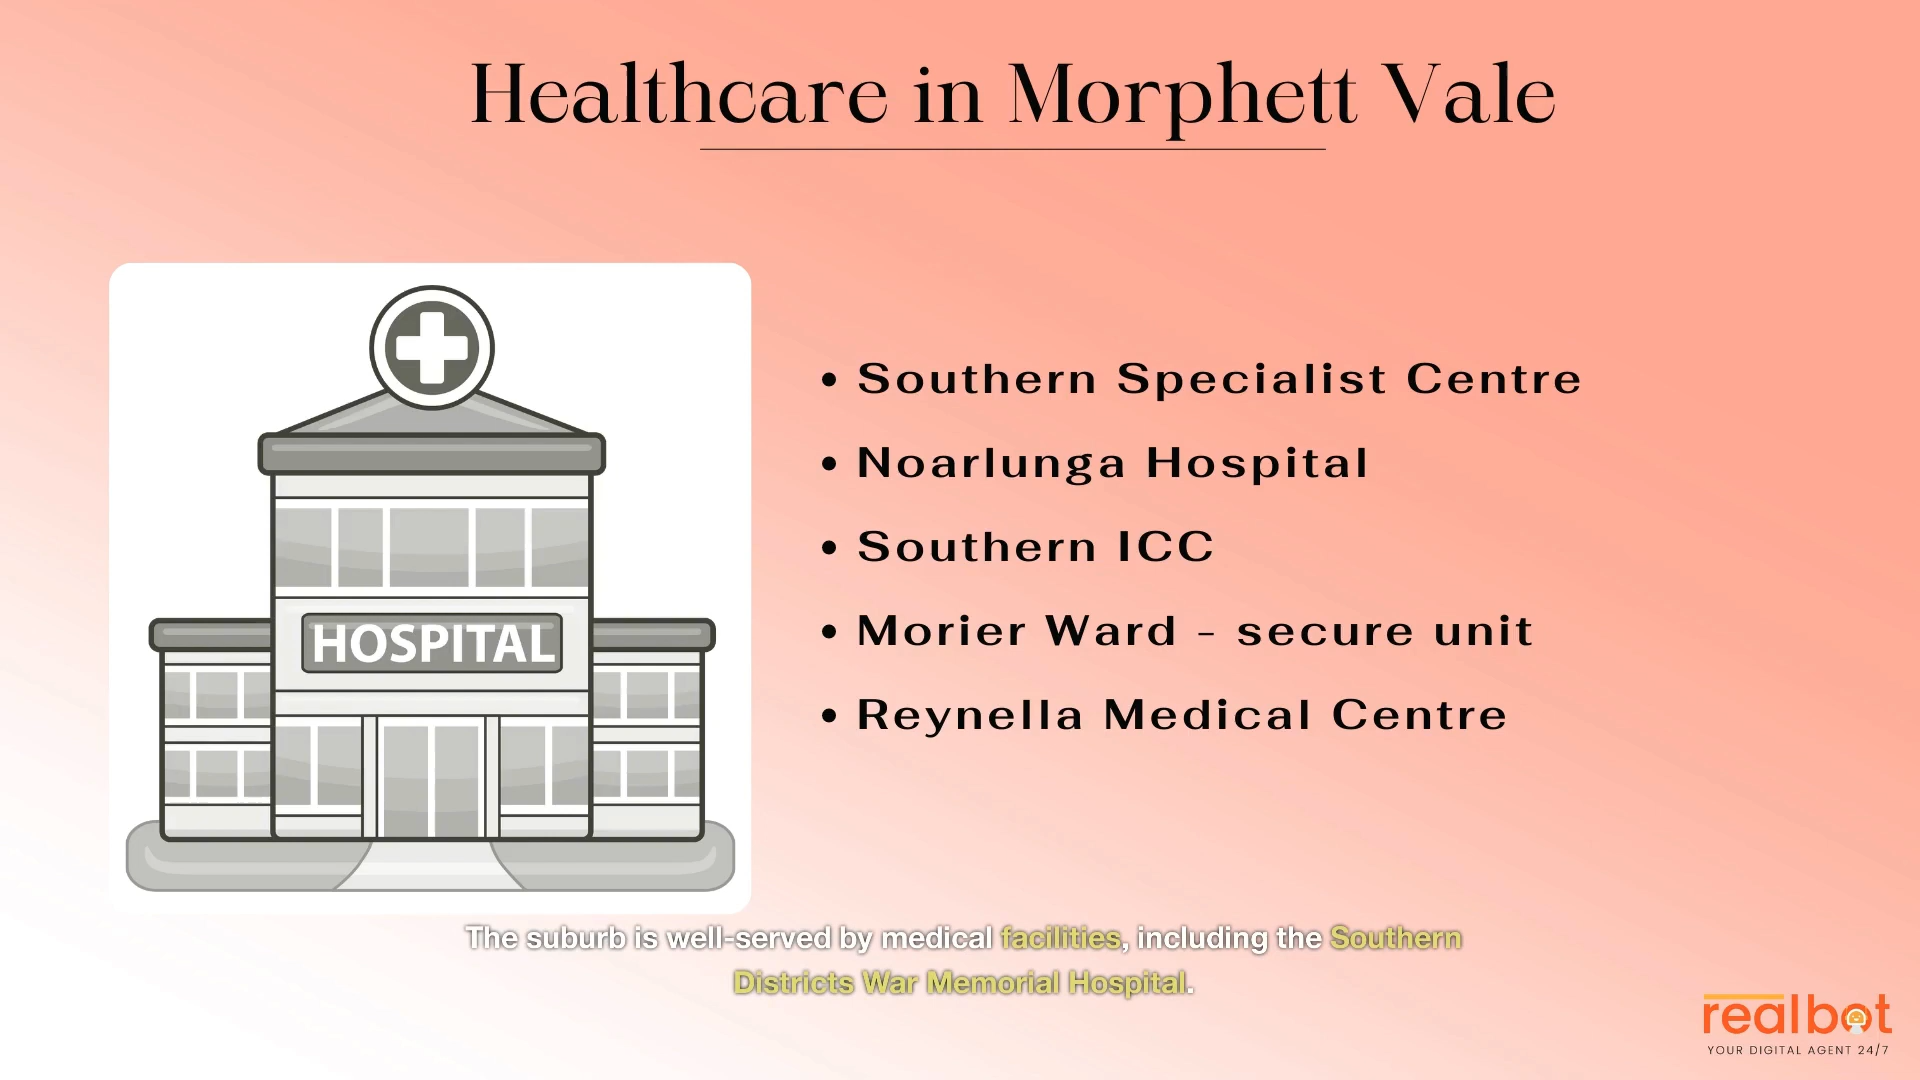 Healthcare in Morphett Vale
HOSPITAL
• Southern Specialist Centre
• Noarlunga Hospital
• Southern ICC
• Morier Ward - secure unit
• Reynella Medical Centre
The suburb is well-served by medical facilities, including the Southern
Districts War Memorial Hospital.
realbot
YOUR DIGITAL AGENT 24/7